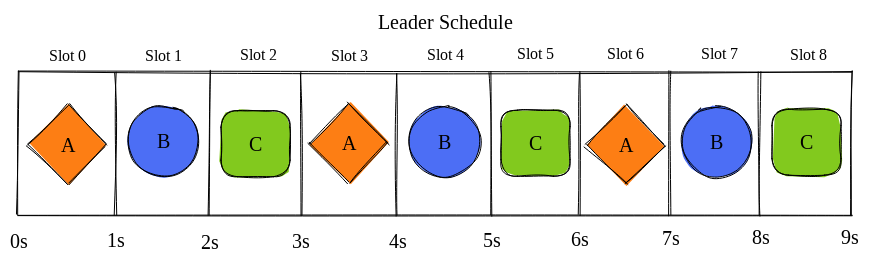 Leader Schedule
Slot 0 Slot 1 Slot 2 Slot 3 Slot 4 Slot 5 Slot 6 Slot 7 Slot 8
A B C A B C A B C
0s 1s 2s 3s 4s 5s 6s 7s 8s 9s